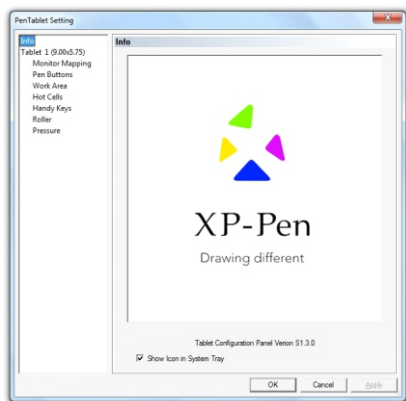 PenTablet Setting
Info
Tablet 1 (9.00x5.75)
Monitor Mapping
Pen Buttons
Work Area
Hot Cells
Handy Keys
Roller
Pressure
Info
XP-Pen
Drawing different
Tablet Configuration Panel Verion S1.3.0
Show Icon in System Tray
OK Cancel Apply